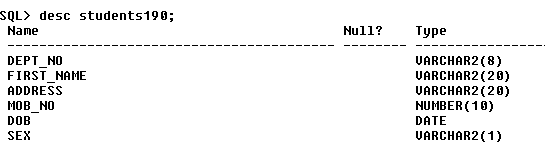 SQL> desc students190;
Name Null? Type
----------------------------------------- -------- ----------------
DEPT_NO VARCHAR2(8)
FIRST_NAME VARCHAR2(20)
ADDRESS VARCHAR2(20)
MOB_NO NUMBER(10)
DOB DATE
SEX VARCHAR2(1)